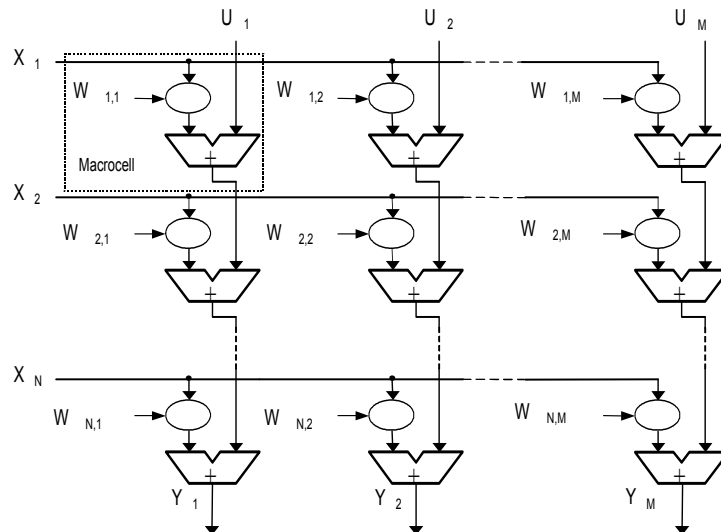 U 1 U 2 U M
X 1
W 1,1 W 1,2 W 1,M
+ + +
Macrocell
X 2
W 2,1 W 2,2 W 2,M
+ + +
X N
W N,1 W N,2 W N,M
+ + +
Y 1 Y 2 Y M